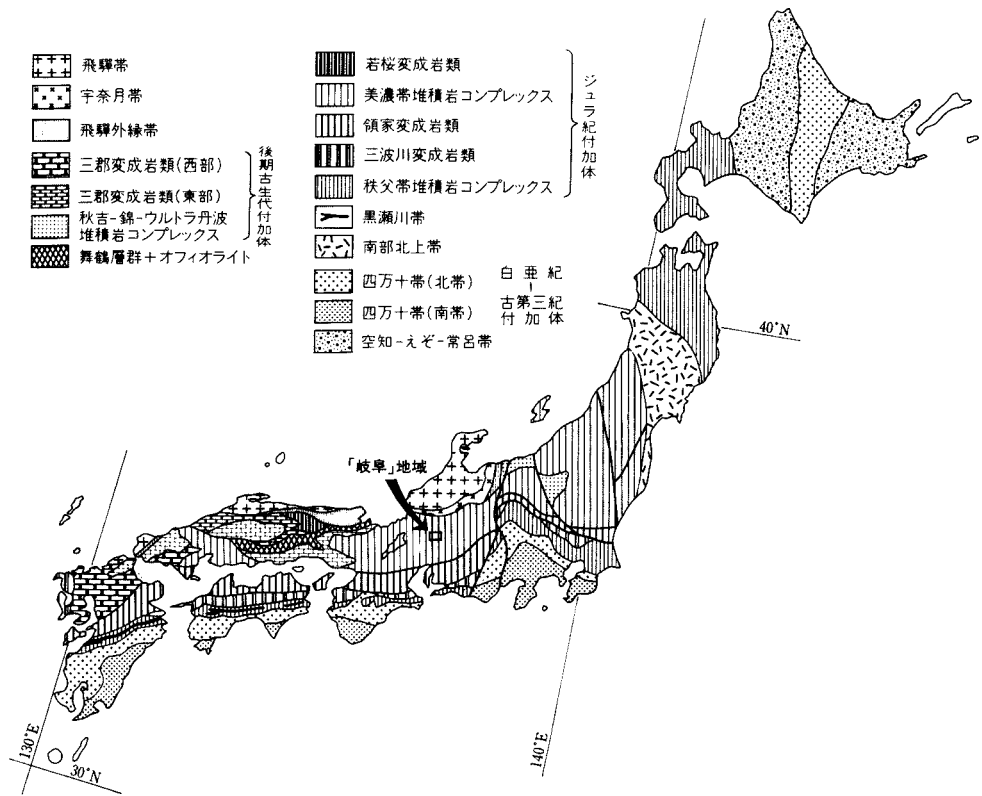 飛驒帯
宇奈月帯
飛驒外縁帯
三郡変成岩類(西部)
三郡変成岩類(東部)
秋吉-錦-ウルトラ丹波
堆積岩コンプレックス
後期古生代付加体
舞鶴層群+オフィオライト
若桜変成岩類
美濃帯堆積岩コンプレックス
領家変成岩類
三波川変成岩類
秩父帯堆積岩コンプレックス
ジュラ紀付加体
黒瀬川帯
南部北上帯
四万十帯(北帯)
四万十帯(南帯)
白亜紀
-
古第三紀
付加体
空知-えぞ-常呂帯
40°N
「岐阜」地域
130°E
30°N
140°E